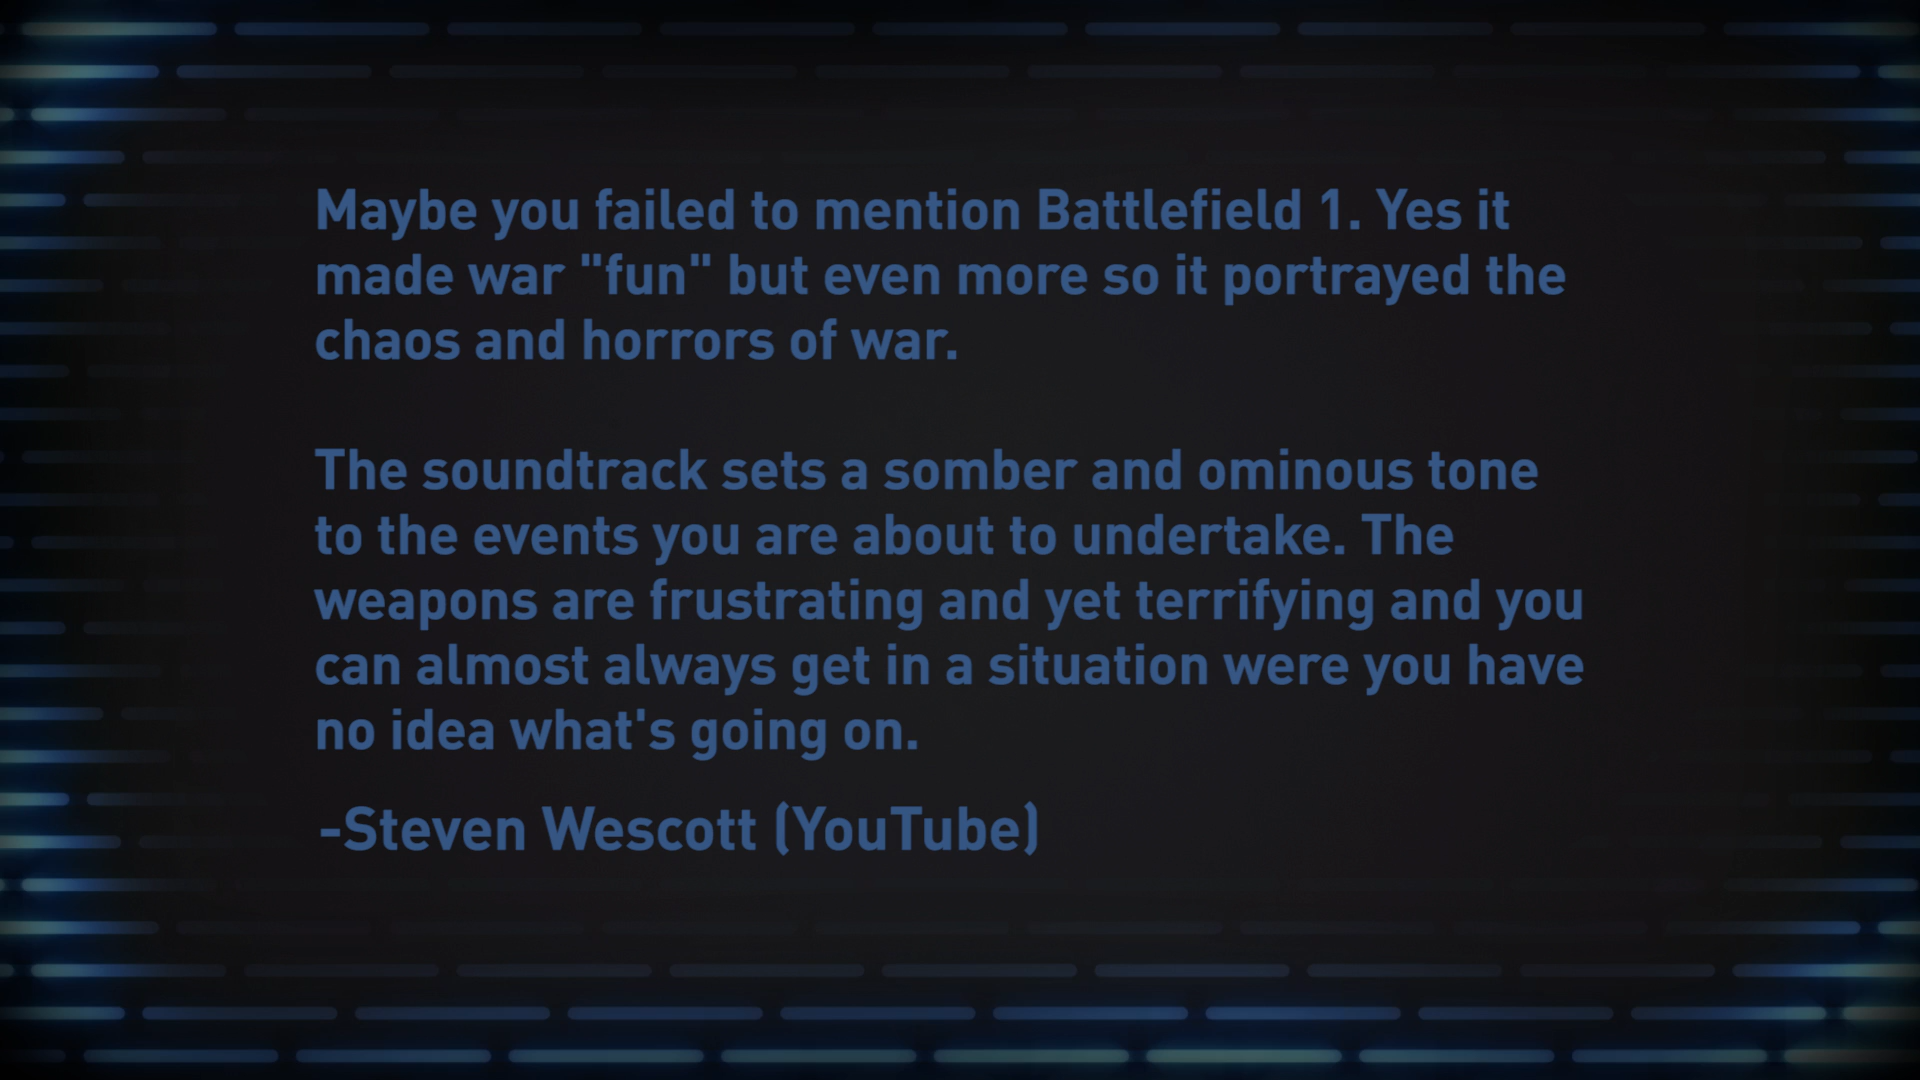 Maybe you failed to mention Battlefield 1. Yes it
made war "fun" but even more so it portrayed the
chaos and horrors of war.
The soundtrack sets a somber and ominous tone
to the events you are about to undertake. The
weapons are frustrating and yet terrifying and you
can almost always get in a situation were you have
no idea what's going on.
-Steven Wescott (YouTube)